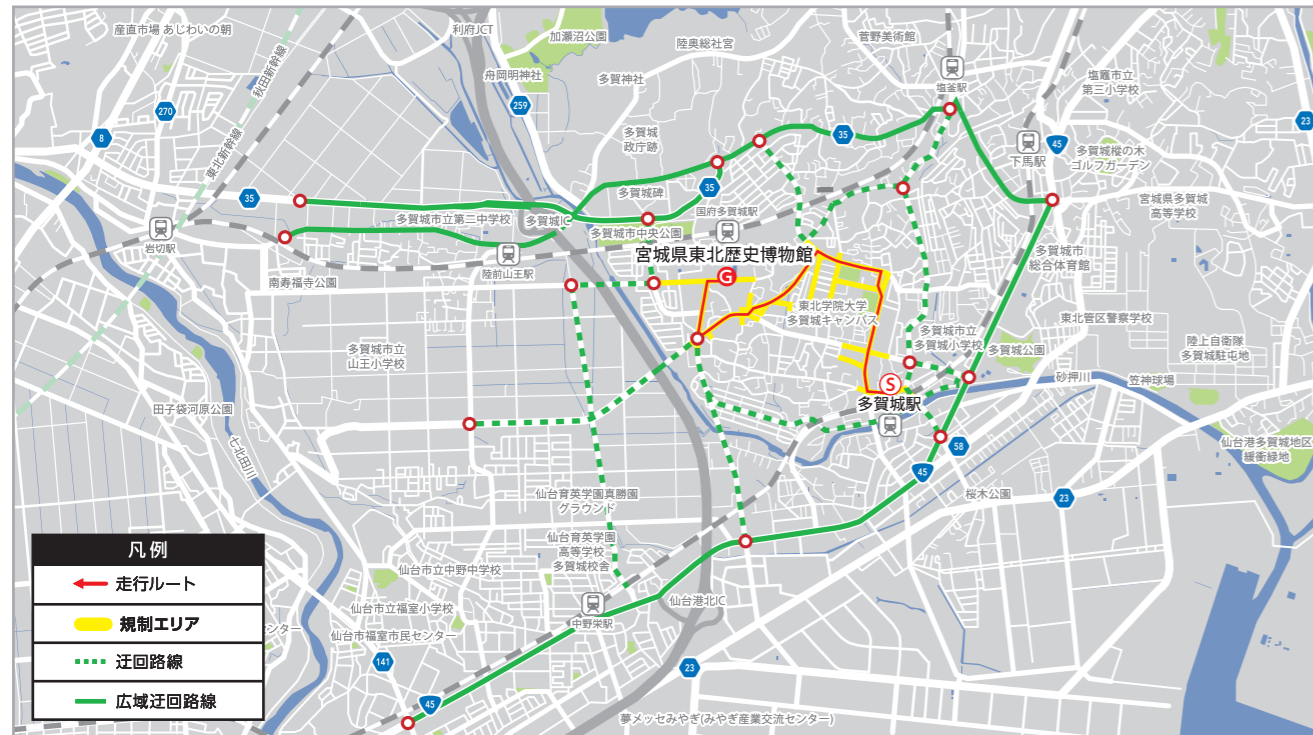 産直市場 あじわいの朝
利府JCT
加瀬沼公園
陸奥総社宮
菅野美術館
秋田新幹線
舟岡明神社
多賀神社
塩釜駅
塩竈市立
第三小学校
270
259
23
8
東北新幹線
多賀城
政庁跡
35
45
下馬駅
多賀城樅の木
ゴルフガーデン
35
多賀城碑
35
多賀城市立第二中学校
多賀城IC
国府多賀城駅
宮城県多賀城
高等学校
岩切駅
多賀城市中央公園
陸前山王駅
宮城県東北歴史博物館
多賀城市
総合体育館
G
南寿福寺公園
東北学院大学
多賀城キャンパス
東北管区警察学校
多賀城市立
山王小学校
多賀城市立
多賀城小学校
多賀城公園
陸上自衛隊
多賀城駐屯地
S
砂押川
笠神球場
田子袋河原公園
多賀城駅
七北田川
58
仙台港多賀城地区
緩衝緑地
45
仙台育英学園真勝園
グラウンド
桜木公園
23
仙台育英学園
高等学校
多賀城校舎
仙台市立中野中学校
仙台港北IC
仙台市立福室小学校
中野栄駅
センター
仙台市福室市民センター
141
23
45
夢メッセみやぎ(みやぎ産業交流センター)
凡例
走行ルート
規制エリア
迂回路線
広域迂回路線